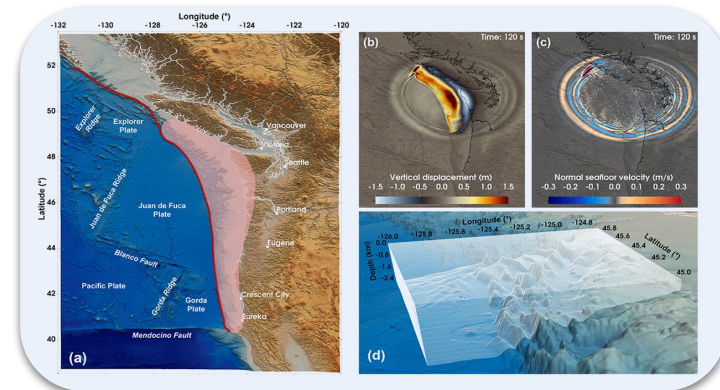 Longitude (°)
-132 -130 -128 -126 -124 -122 -120
Latitude (°)
52
50
48
46
44
42
40
Explorer
Ridge
Explorer
Plate
Juan de Fuca Ridge
Juan de Fuca
Plate
Blanco Fault
Pacific Plate
Gorda Ridge
Gorda
Plate
Mendocino Fault
Vancouver
Victoria
Seattle
Portland
Eugene
Crescent City
Eureka
(a)
(b)
Time: 120 s
Vertical displacement (m)
-1.5 -1.0 -0.5 0.0 0.5 1.0 1.5
(c)
Time: 120 s
Normal seafloor velocity (m/s)
-0.3 -0.2 -0.1 0.0 0.1 0.2 0.3
Longitude (°)
-126.0 -125.8 -125.6 -125.4 -125.2 -125.0 -124.8
Latitude (°)
45.8
45.6
45.4
45.2
45.0
Depth (km)
0.0
-0.8
-1.6
-2.4
(d)